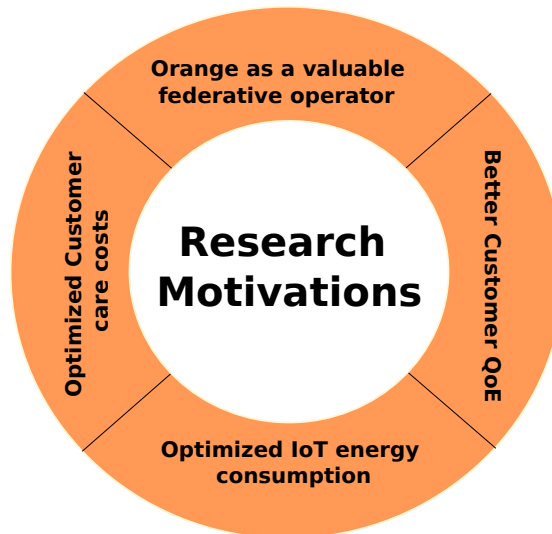 Orange as a valuable
federative operator
Optimized Customer
care costs
Research
Motivations
Better Customer QoE
Optimized IoT energy
consumption